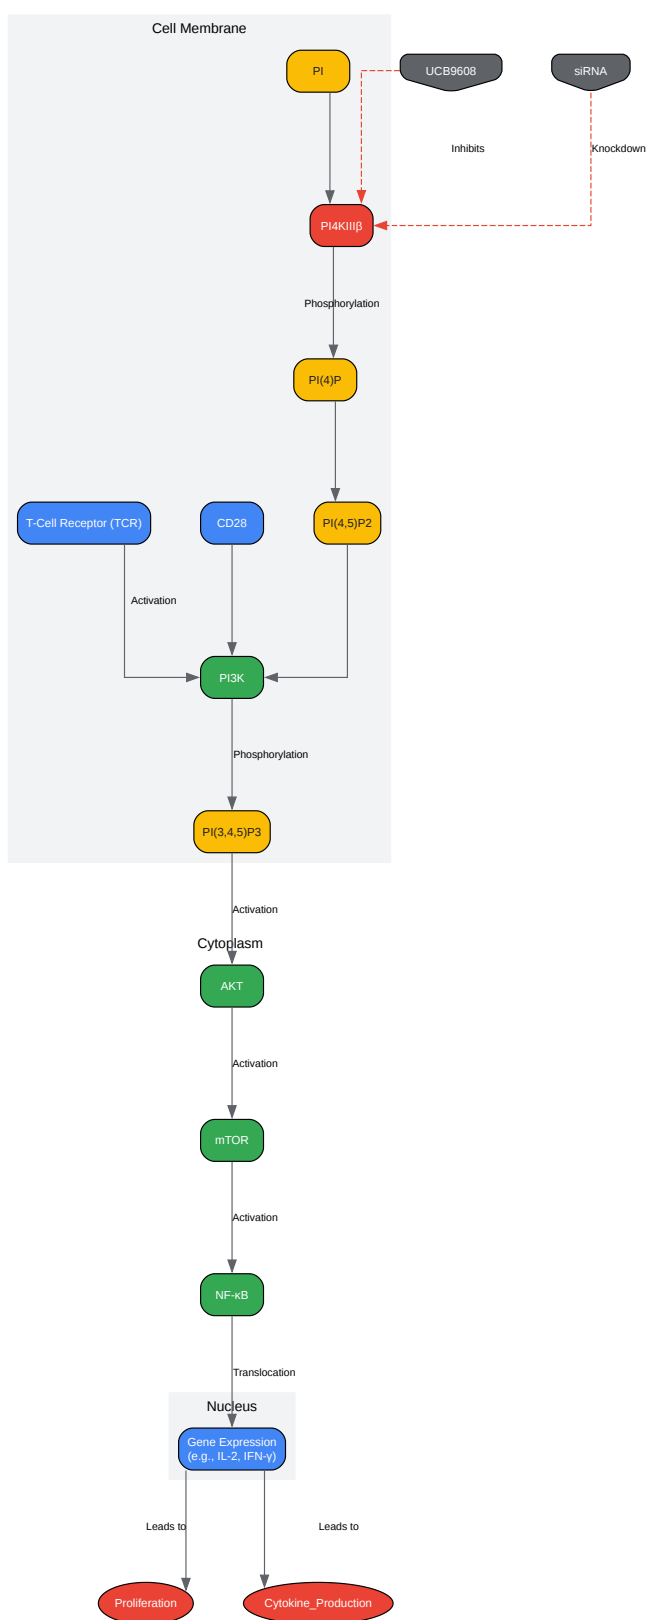 Cell Membrane
PI
UCB9608
siRNA
Inhibits
Knockdown
PI4KIIIβ
Phosphorylation
PI(4)P
T-Cell Receptor (TCR)
CD28
PI(4,5)P2
Activation
PI3K
Phosphorylation
PI(3,4,5)P3
Activation
Cytoplasm
AKT
Activation
mTOR
Activation
NF-κB
Translocation
Nucleus
Gene Expression
(e.g., IL-2, IFN-γ)
Leads to
Leads to
Proliferation
Cytokine_Production